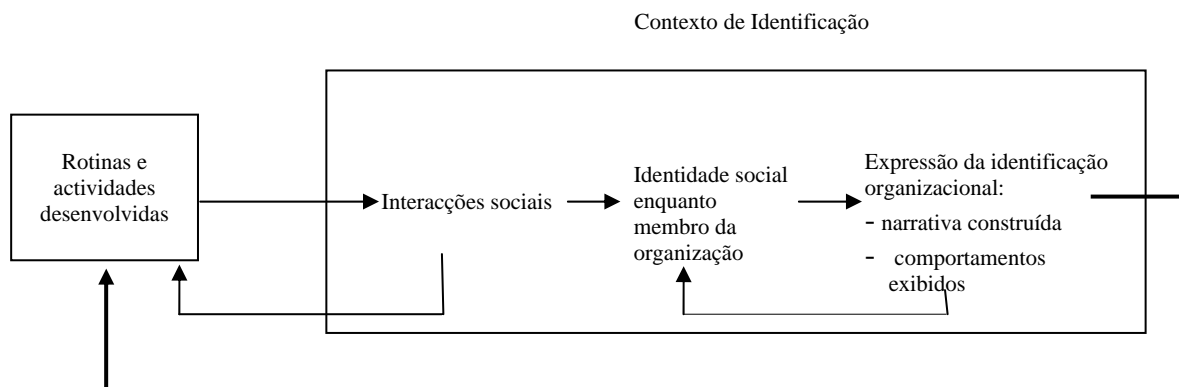 Contexto de Identificação
Rotinas e
actividades
desenvolvidas
Interacções sociais
Identidade social
enquanto
membro da
organização
Expressão da identificação
organizacional:
- narrativa construída
- comportamentos
exibidos